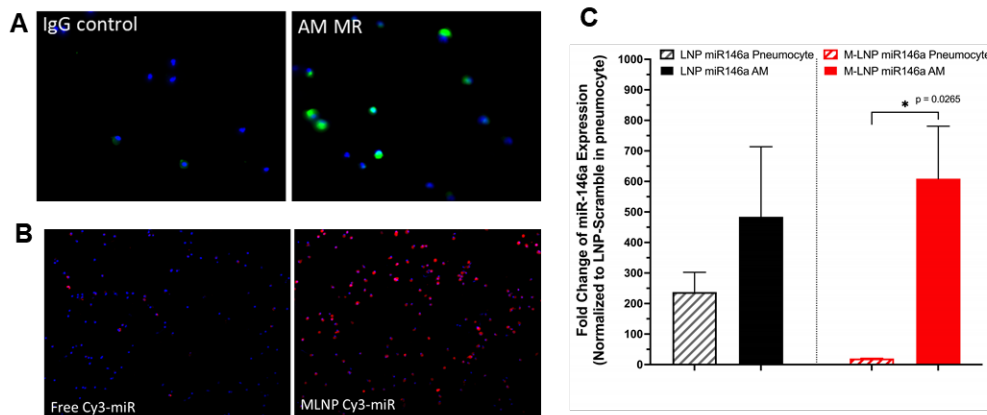 A
IgG control
AM MR
B
Free Cy3-miR
MLNP Cy3-miR
C
LNP miR146a Pneumocyte
LNP miR146a AM
M-LNP miR146a Pneumocyte
M-LNP miR146a AM
Fold Change of miR-146a Expression
(Normalized to LNP-Scramble in pneumocyte)
1000
900
800
700
600
500
400
300
200
100
0
* p = 0.0265